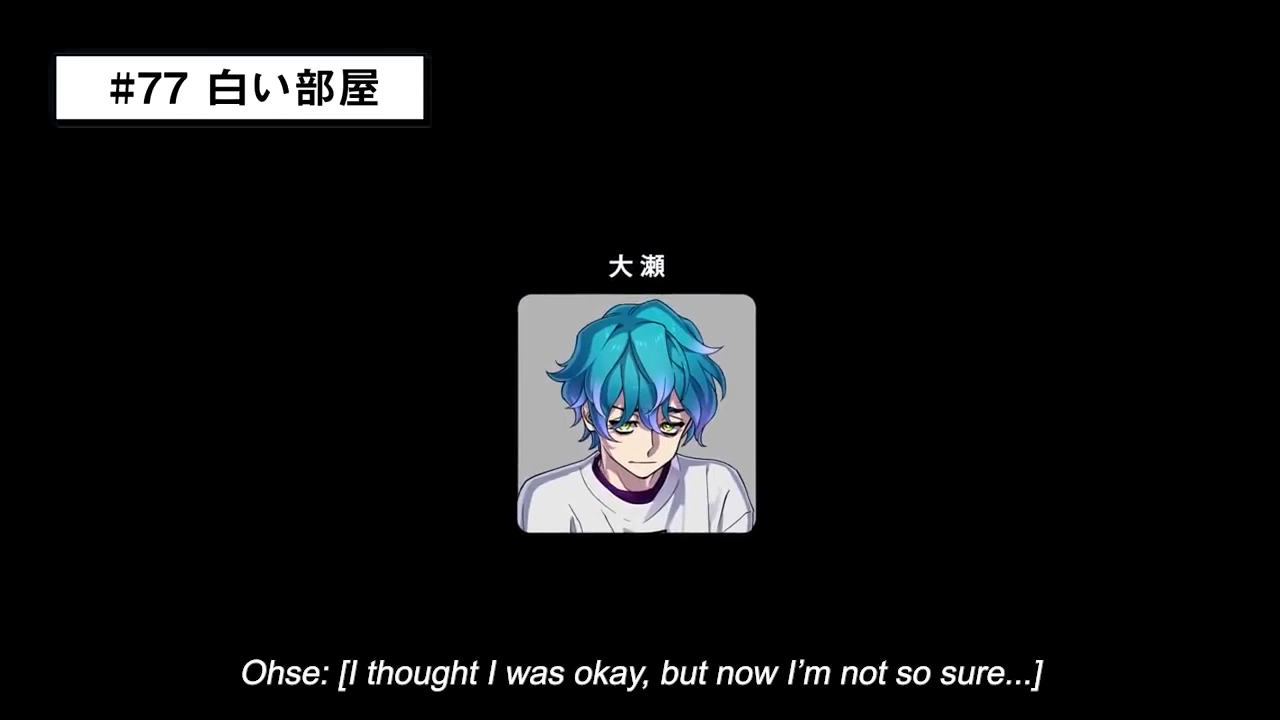 #77 白い部屋
大瀬
Ohse: [I thought I was okay, but now I’m not so sure...]